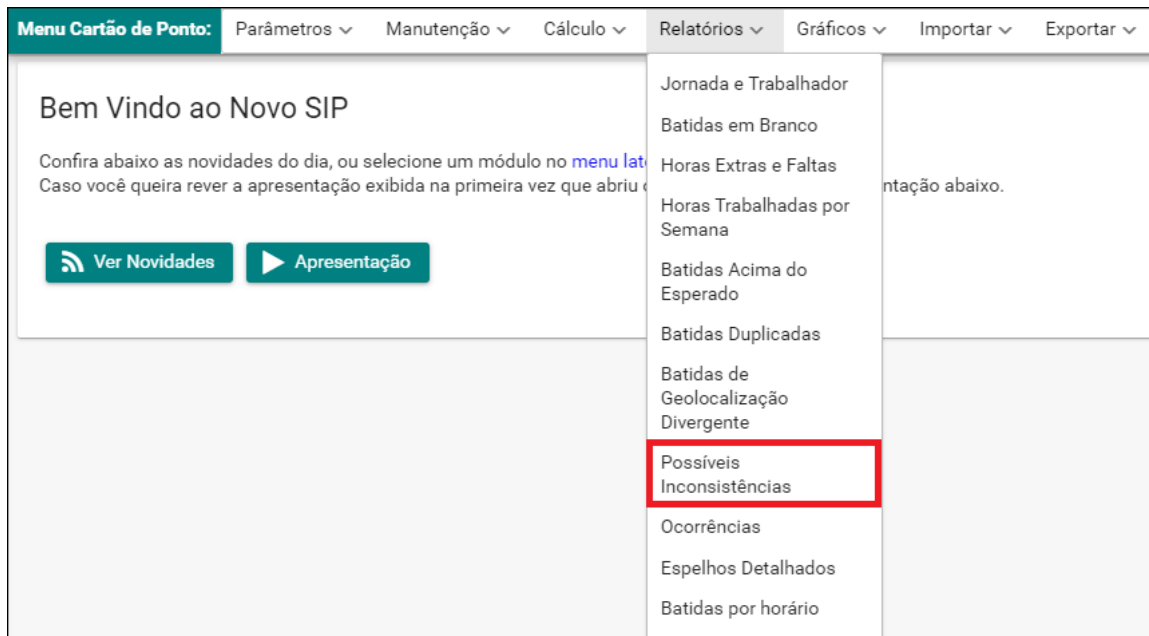 Menu Cartão de Ponto: Parâmetros Manutenção Cálculo Relatórios Gráficos Importar Exportar
Bem Vindo ao Novo SIP
Confira abaixo as novidades do dia, ou selecione um módulo no menu
Caso você queira rever a apresentação exibida na primeira vez que abriu ntação abaixo.
Ver Novidades Apresentação
Jornada e Trabalhador
Batidas em Branco
Horas Extras e Faltas
Horas Trabalhadas por
Semana
Batidas Acima do
Esperado
Batidas Duplicadas
Batidas de
Geolocalização
Divergente
Possíveis
Inconsistências
Ocorrências
Espelhos Detalhados
Batidas por horário